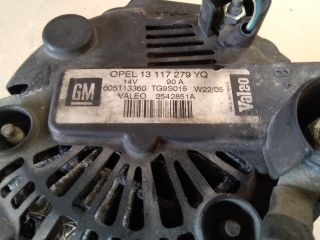 OPEL 13 117 279 YQ
14V 90 A
GM
605113360 TG9S015 W22/05
VALEO 2542851A
Valeo